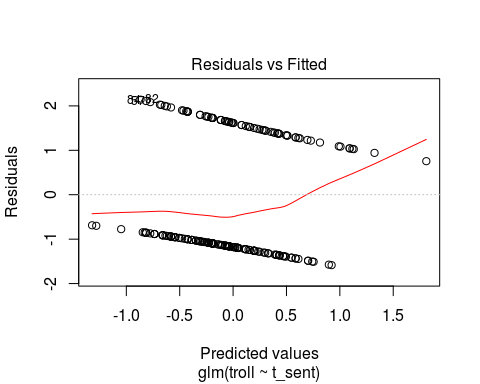 Residuals vs Fitted
Residuals
2
1
0
-1
-2
-1.0 -0.5 0.0 0.5 1.0 1.5
Predicted values
glm(troll ~ t_sent)